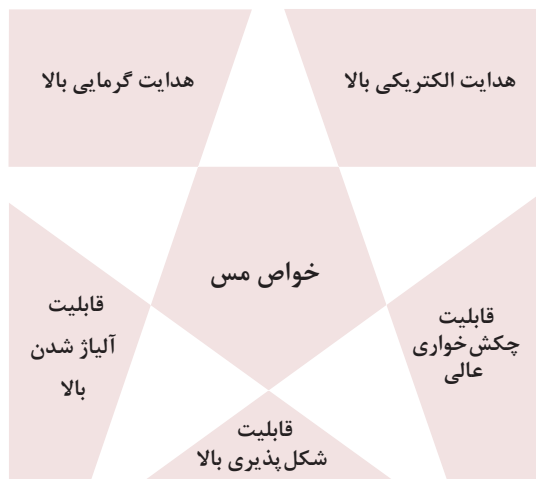 هدایت الکتریکی بالا
هدایت گرمایی بالا
خواص مس
قابلیت
چکش‌خواری
عالی
قابلیت
آلیاژ شدن
بالا
قابلیت
شکل‌پذیری بالا